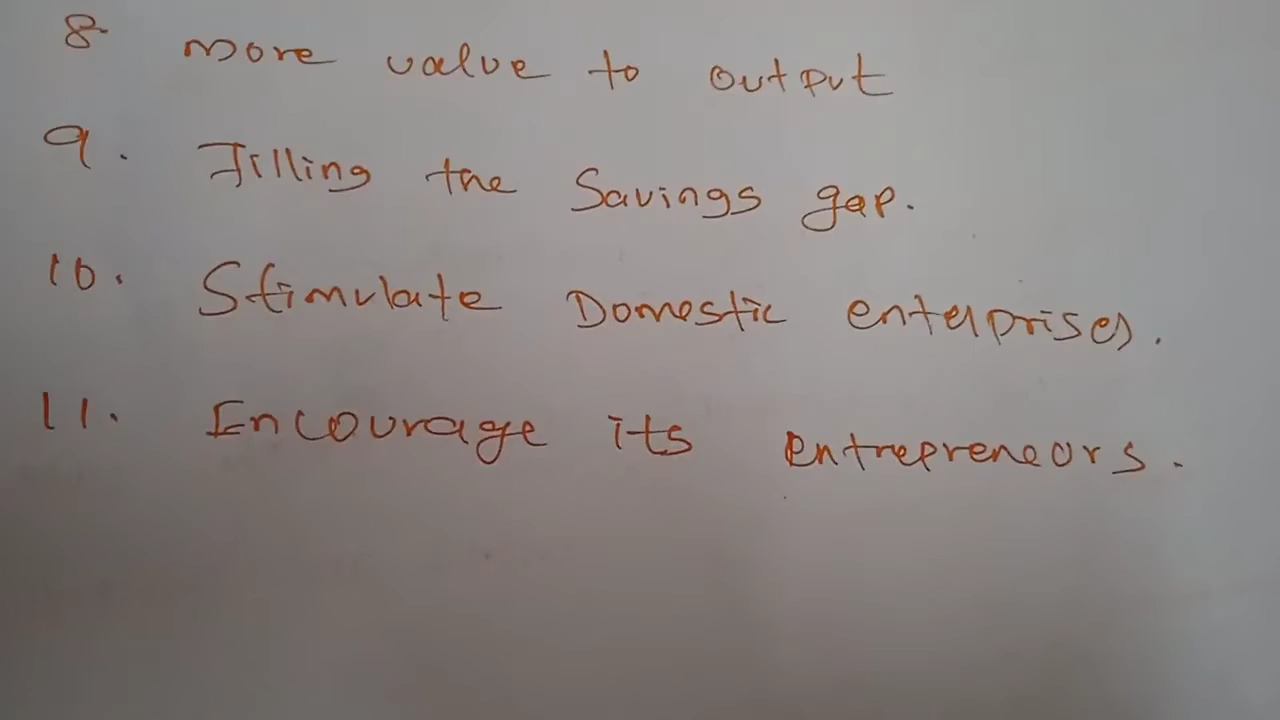 8. more value to output
9. Filling the Savings gap.
10. Stimulate Domestic enterprises.
11. Encourage its entrepreneurs.